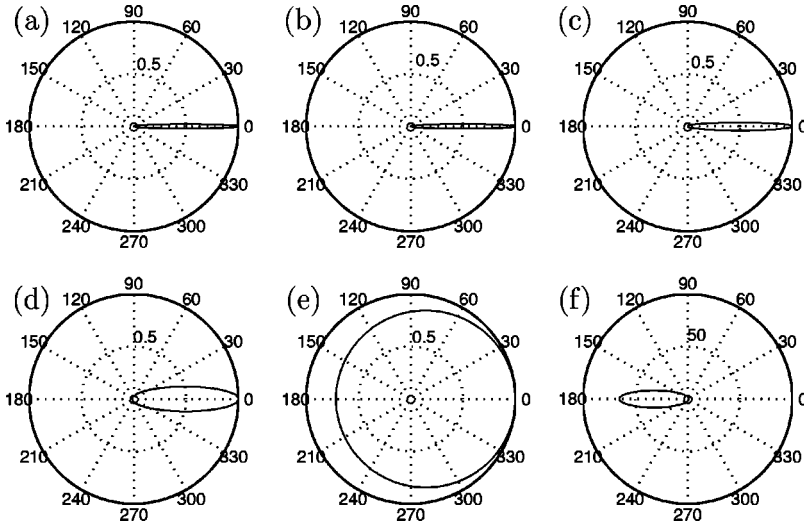 (a) 90 (b) 90 (c) 90
120 60 120 60 120 60
0.5 0.5 0.5
150 30 150 30 150 30
180 0 180 0 180 0
210 330 210 330 210 330
240 300 240 300 240 300
270 270 270
(d) 90 (e) 90 (f) 90
120 60 120 60 120 60
0.5 0.5 50
150 30 150 30 150 30
180 0 180 0 180 0
210 330 210 330 210 330
240 300 240 300 240 300
270 270 270